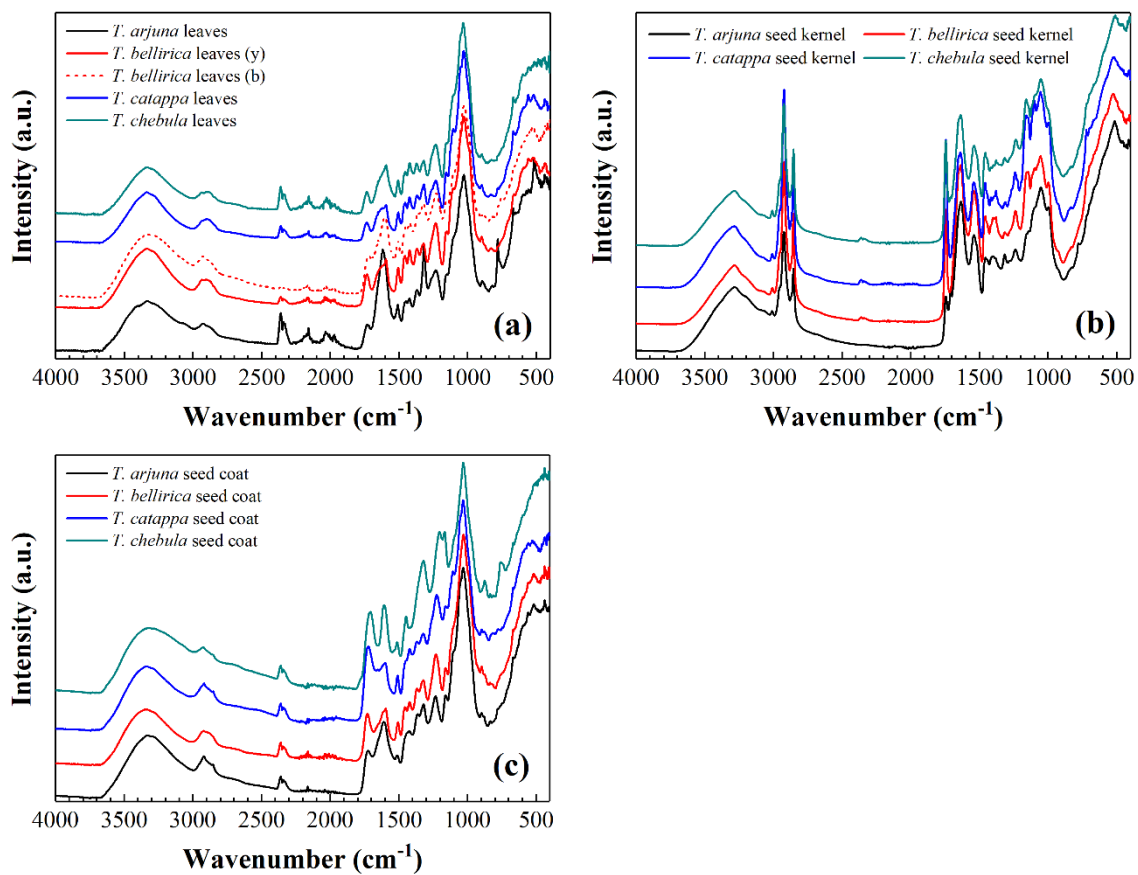 T. arjuna leaves
T. bellirica leaves (y)
T. bellirica leaves (b)
T. catappa leaves
T. chebula leaves
Intensity (a.u.)
(a)
4000 3500 3000 2500 2000 1500 1000 500
Wavenumber (cm-1)
T. arjuna seed kernel T. bellirica seed kernel
T. catappa seed kernel T. chebula seed kernel
Intensity (a.u.)
(b)
4000 3500 3000 2500 2000 1500 1000 500
Wavenumber (cm-1)
T. arjuna seed coat
T. bellirica seed coat
T. catappa seed coat
T. chebula seed coat
Intensity (a.u.)
(c)
4000 3500 3000 2500 2000 1500 1000 500
Wavenumber (cm-1)